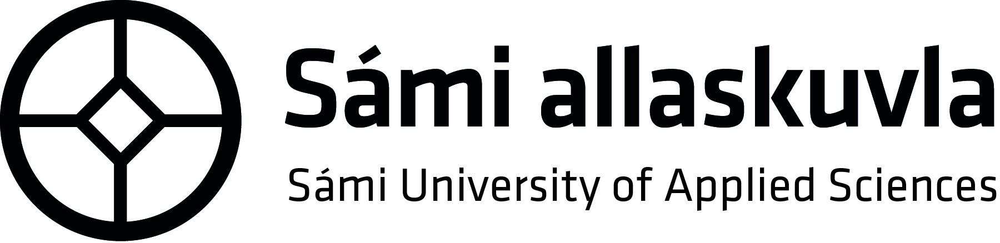 Sámi allaskuvla
Sámi University of Applied Sciences